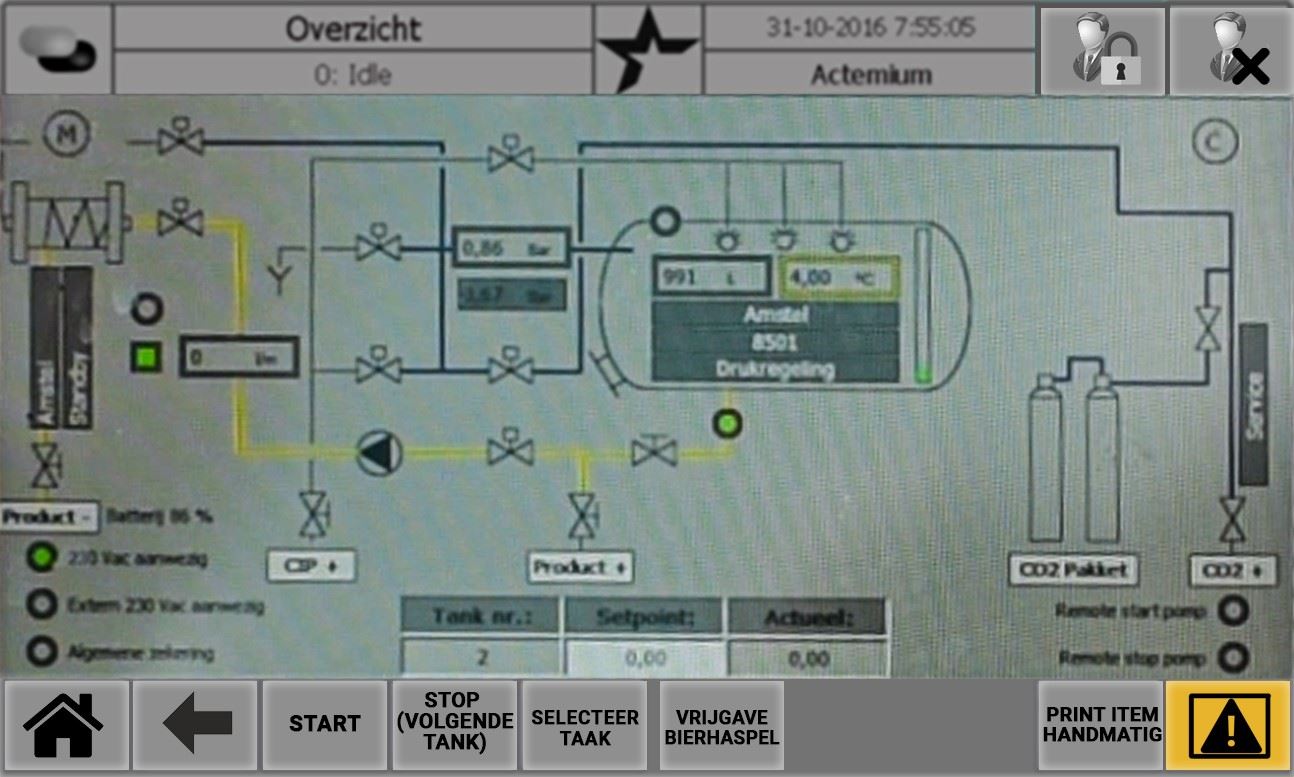 Overzicht
0: Idle
31-10-2016 7:55:05
Actemium
M
C
0,86 Bar
991 L
4,00 °C
Amstel
8501
Drukregeling
0
Amstel
Standby
Service
Product -
Batterij 86 %
230 Vac aanwezig
Extern 230 Vac aanwezig
Algemene zekering
CIP +
Product +
CO2 Pakket
CO2 +
Remote start pomp
Remote stop pomp
Tank nr.: Setpoint: Actueel:
2 0,00 0,00
START
STOP
(VOLGENDE
TANK)
SELECTEER
TAAK
VRIJGAVE
BIERHASPEL
PRINT ITEM
HANDMATIG